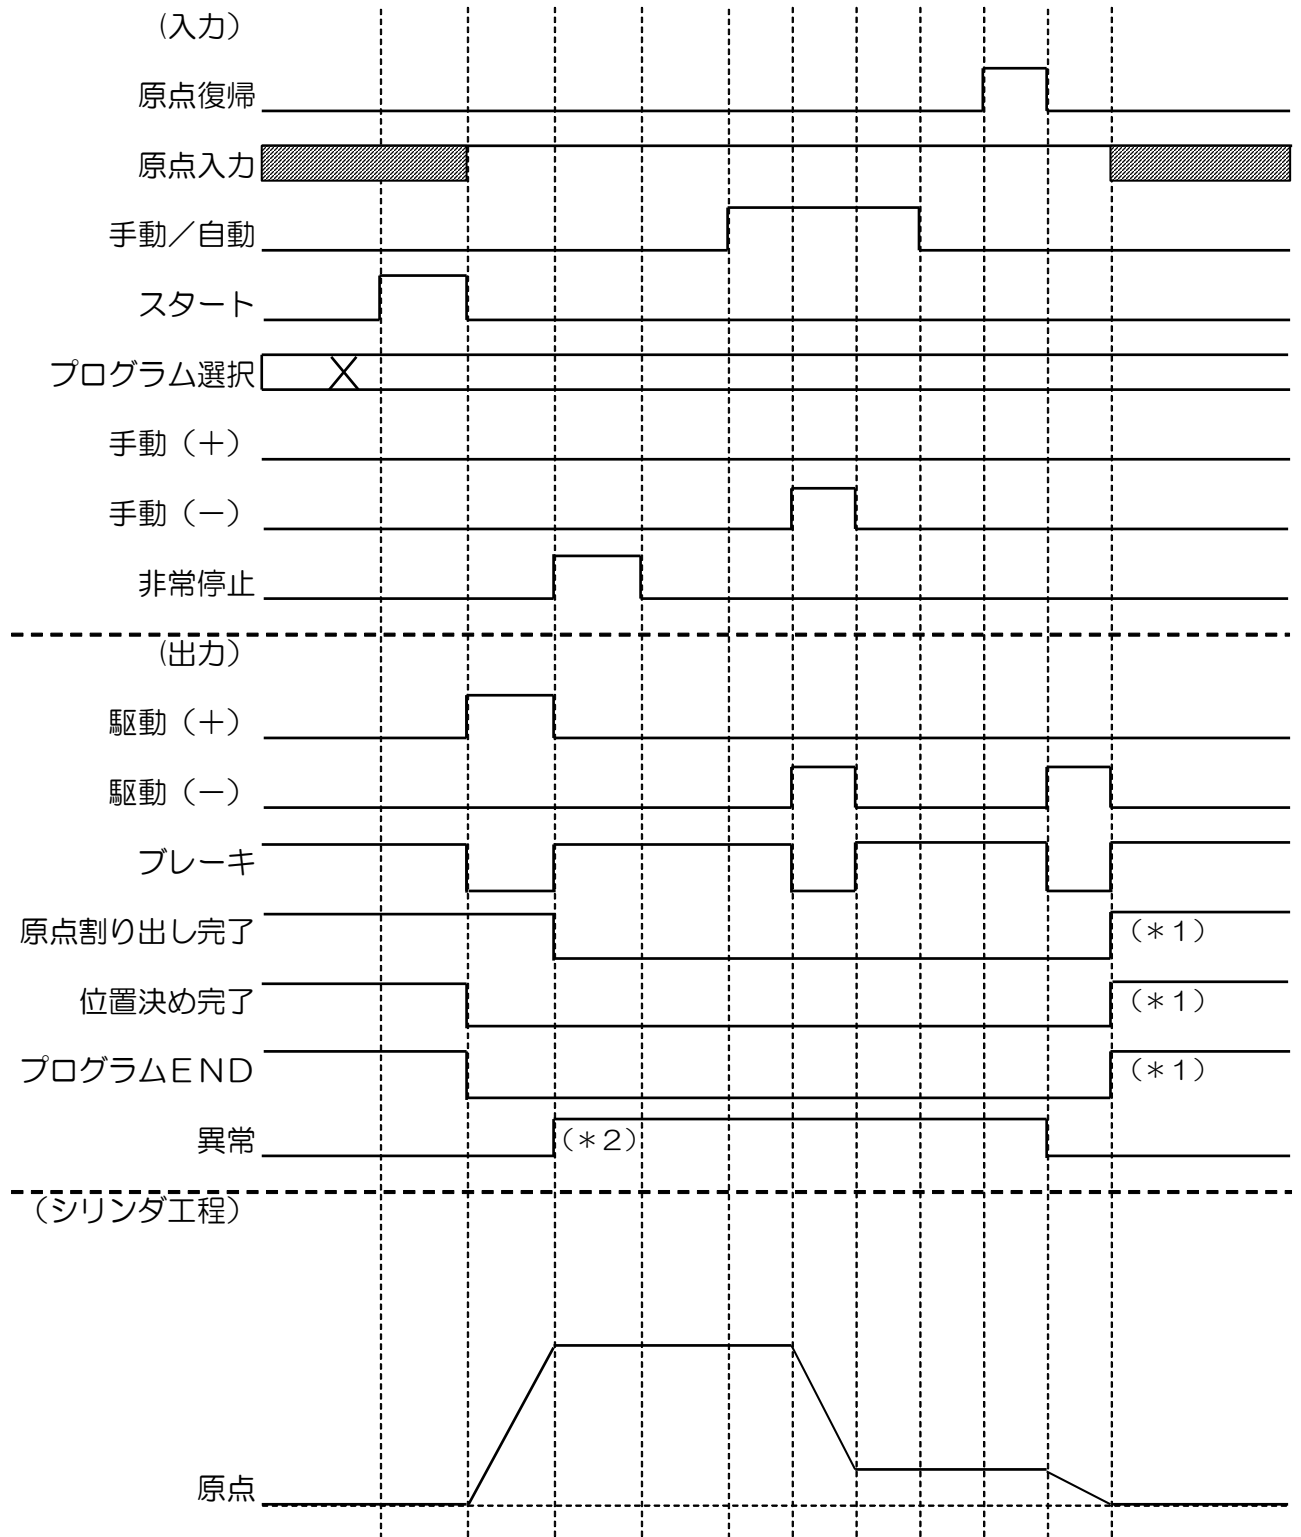 (入力)
原点復帰
原点入力
手動／自動
スタート
プログラム選択
手動（＋）
手動（－）
非常停止
(出力)
駆動（＋）
駆動（－）
ブレーキ
原点割り出し完了 （＊１）
位置決め完了 （＊１）
プログラムＥＮＤ （＊１）
異常 （＊２）
（シリンダ工程）
原点